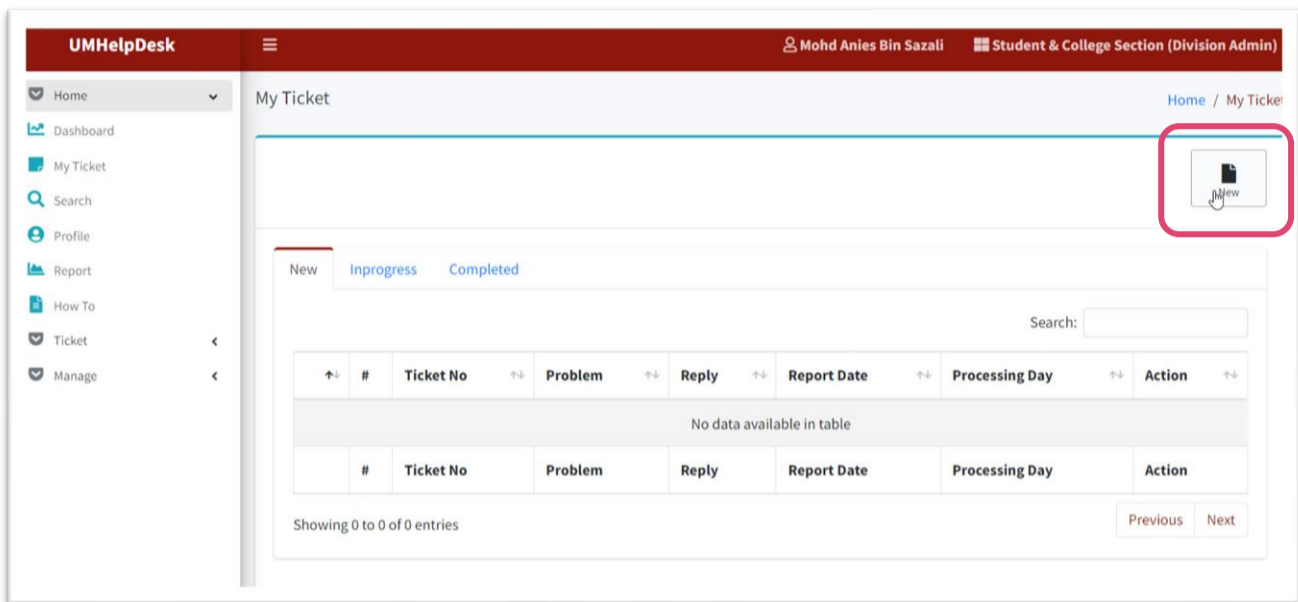 UMHelpDesk
Mohd Anies Bin Sazali Student & College Section (Division Admin)
Home
Dashboard
My Ticket
Search
Profile
Report
How To
Ticket
Manage
My Ticket
Home / My Ticket
New
New Inprogress Completed
Search:
# Ticket No Problem Reply Report Date Processing Day Action
No data available in table
# Ticket No Problem Reply Report Date Processing Day Action
Showing 0 to 0 of 0 entries
Previous Next